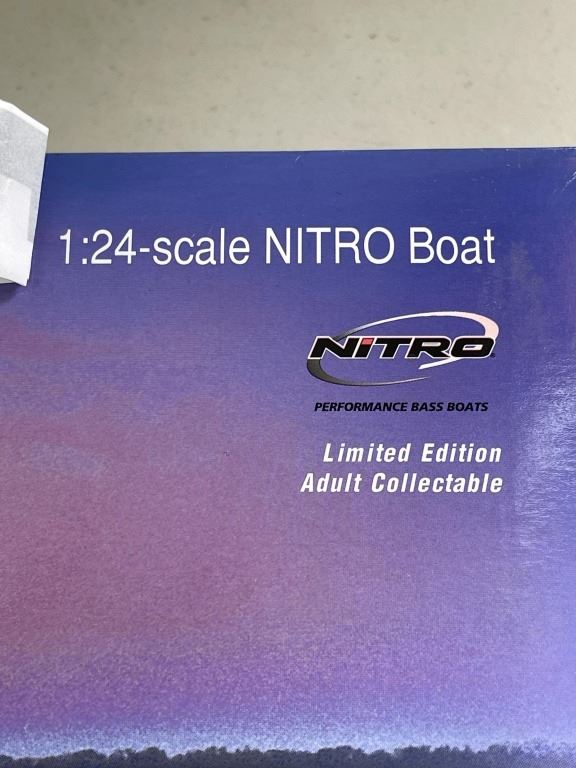 1:24-scale NITRO Boat
NiTRO
PERFORMANCE BASS BOATS
Limited Edition
Adult Collectable